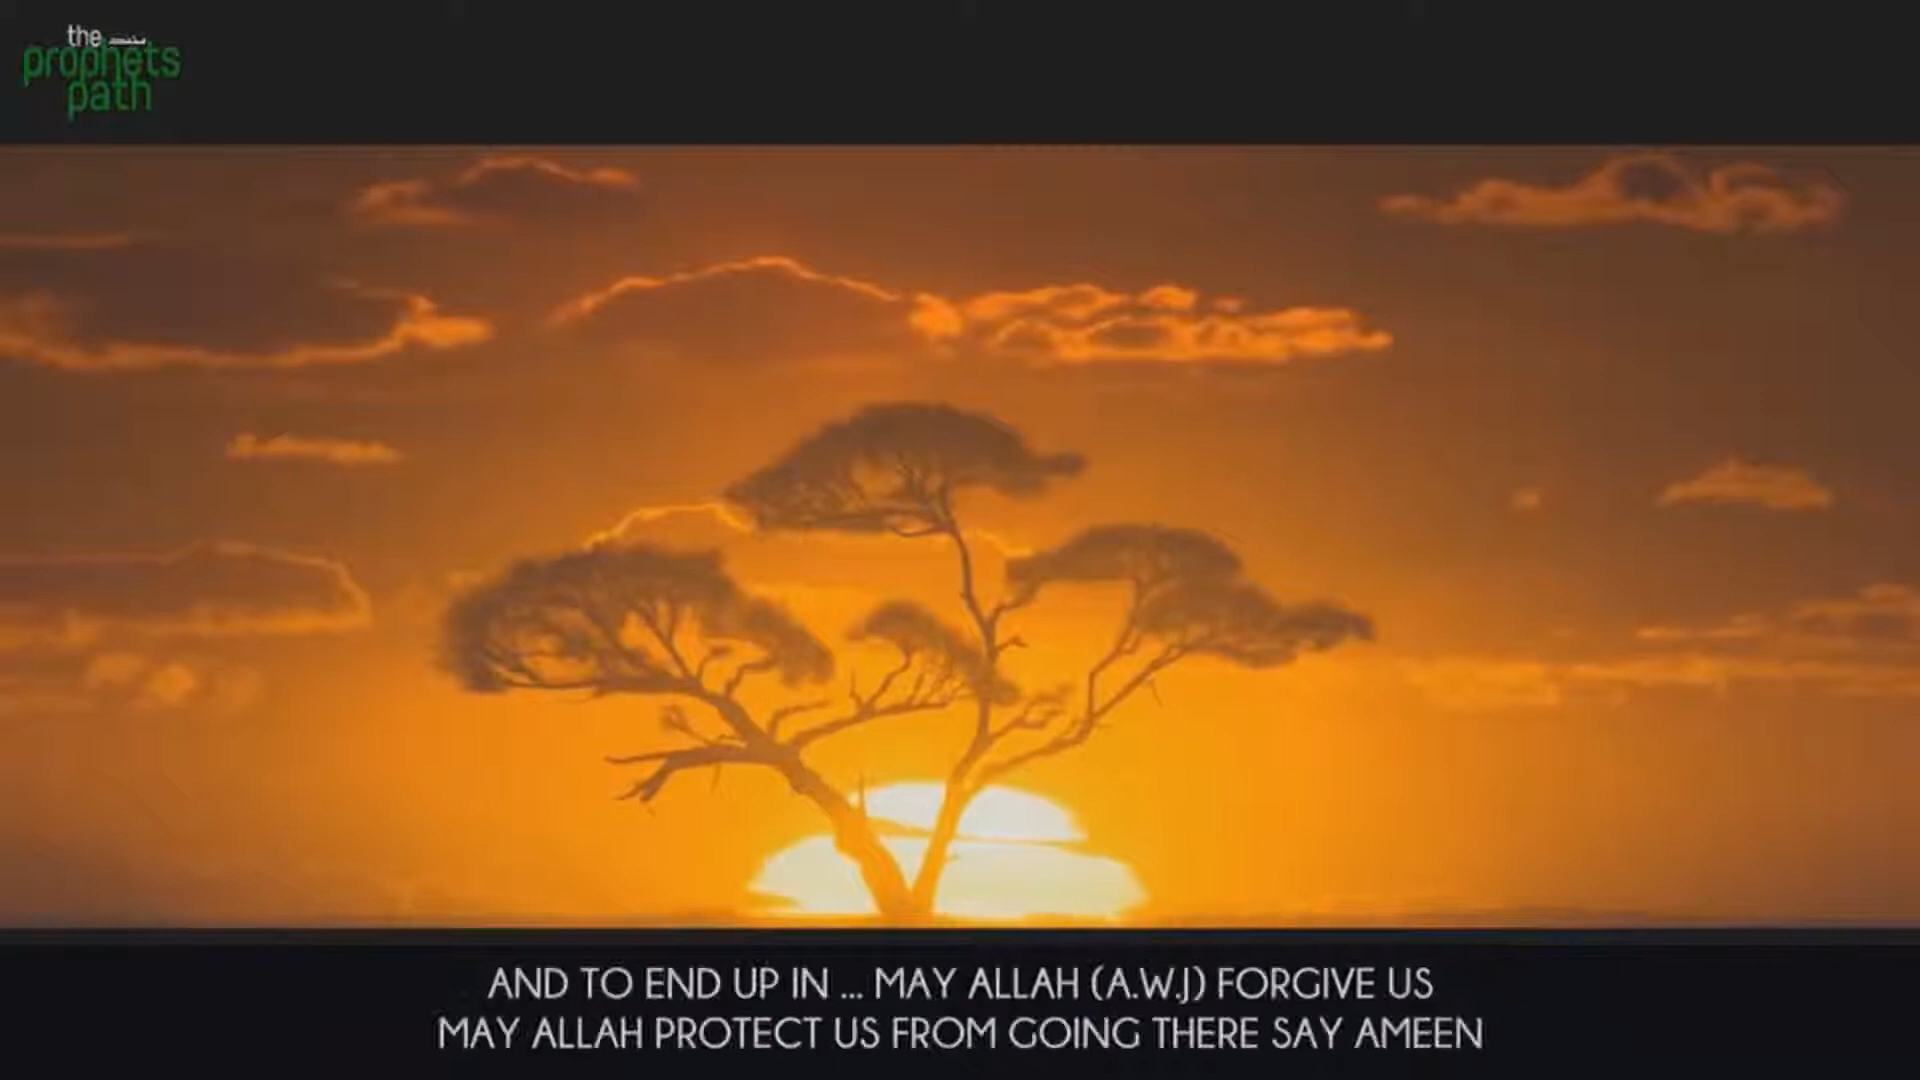 the
prophets
path
AND TO END UP IN ... MAY ALLAH (A.W.J) FORGIVE US
MAY ALLAH PROTECT US FROM GOING THERE SAY AMEEN